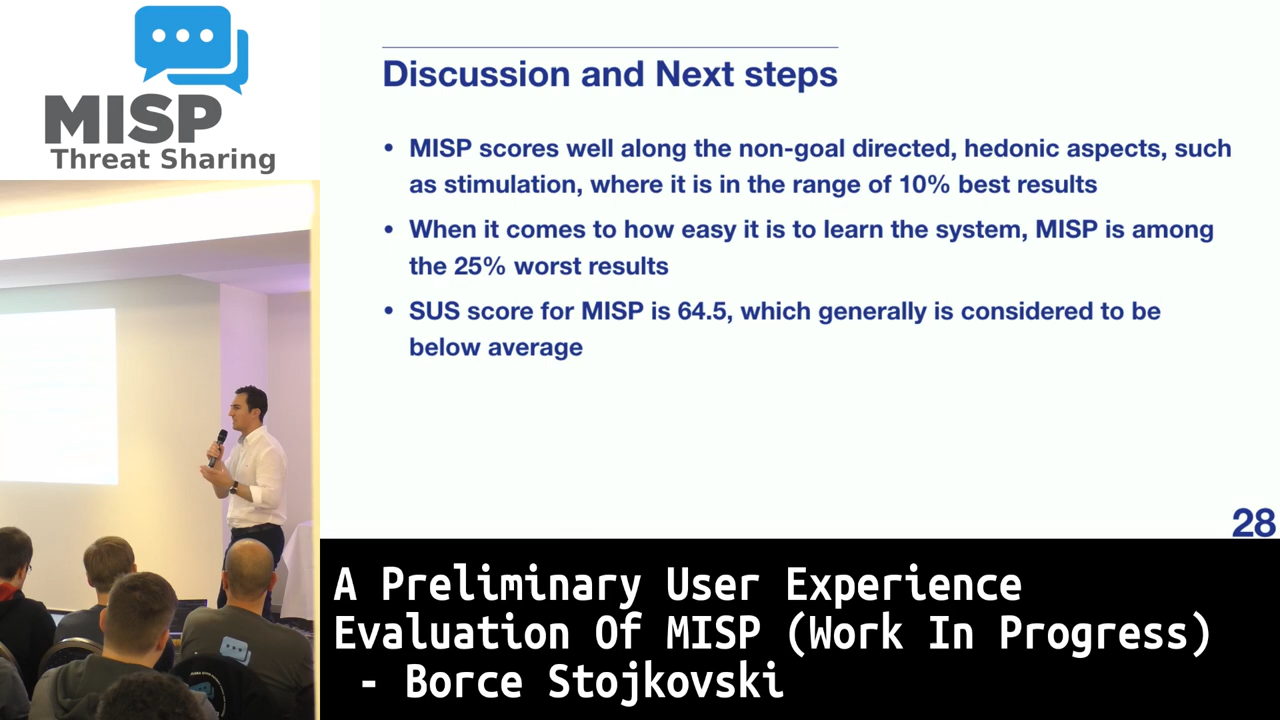 MISP
Threat Sharing
Discussion and Next steps
• MISP scores well along the non-goal directed, hedonic aspects, such
as stimulation, where it is in the range of 10% best results
• When it comes to how easy it is to learn the system, MISP is among
the 25% worst results
• SUS score for MISP is 64.5, which generally is considered to be
below average
28
A Preliminary User Experience
Evaluation Of MISP (Work In Progress)
- Borce Stojkovski